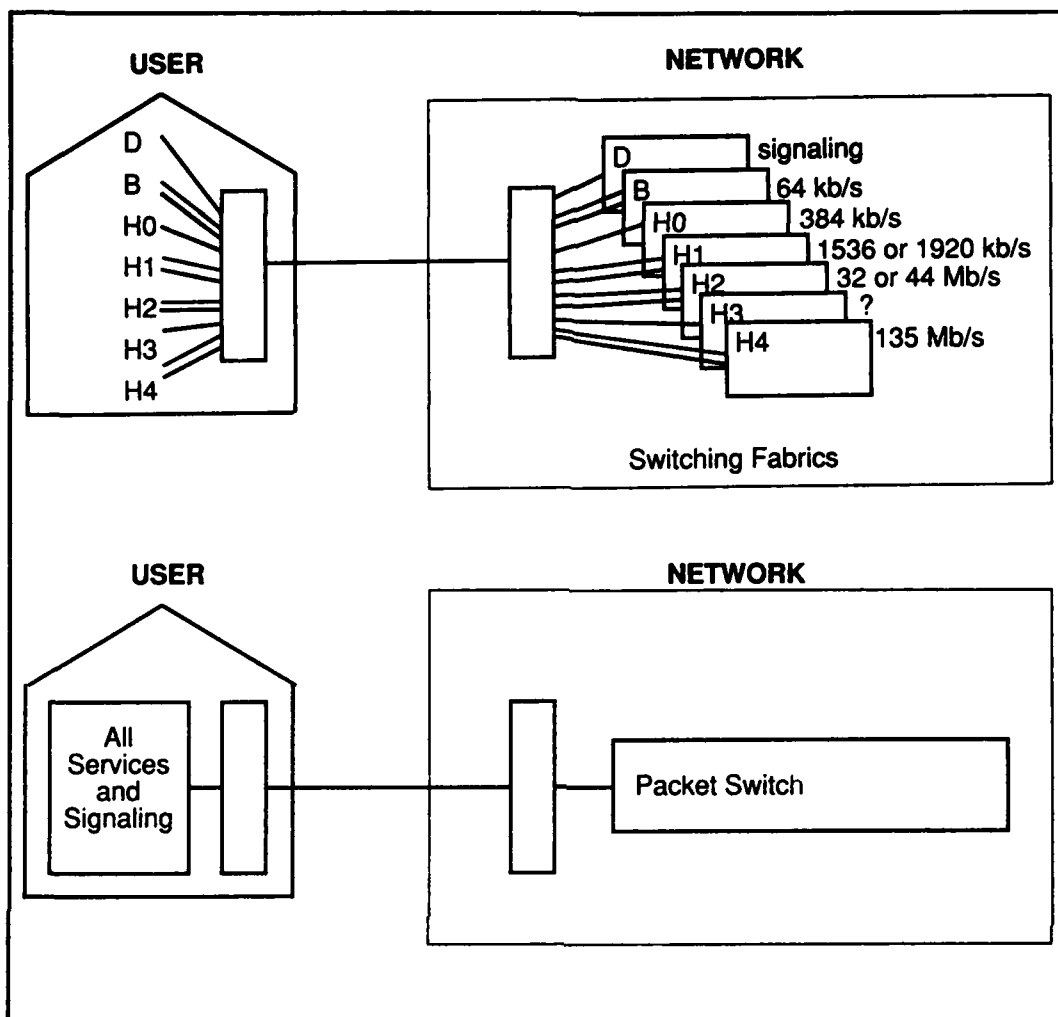 USER
NETWORK
D
B
H0
H1
H2
H3
H4
D
signaling
B
64 kb/s
H0
384 kb/s
H1
1536 or 1920 kb/s
H2
32 or 44 Mb/s
H3
?
H4
135 Mb/s
Switching Fabrics
USER
NETWORK
All
Services
and
Signaling
Packet Switch